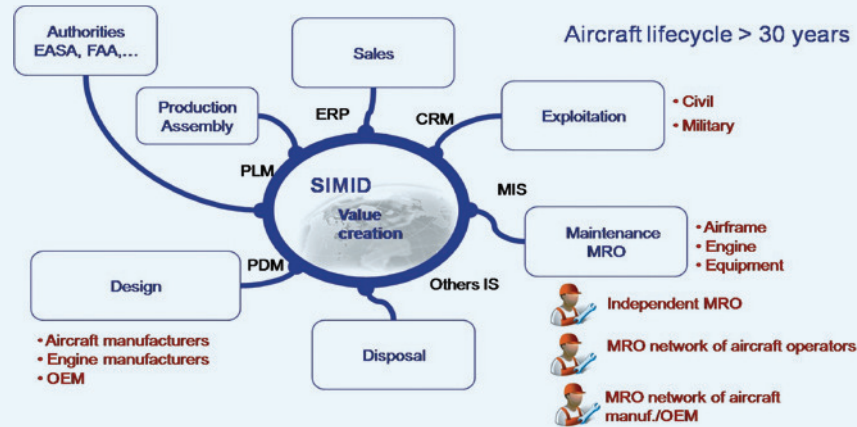 Authorities
EASA, FAA,...
Sales
Aircraft lifecycle > 30 years
Production
Assembly
ERP
CRM
Exploitation
• Civil
• Military
PLM
SIMID
Value
creation
MIS
Maintenance
MRO
• Airframe
• Engine
• Equipment
PDM
Others IS
Design
• Aircraft manufacturers
• Engine manufacturers
• OEM
Disposal
Independent MRO
MRO network of aircraft operators
MRO network of aircraft
manuf./OEM